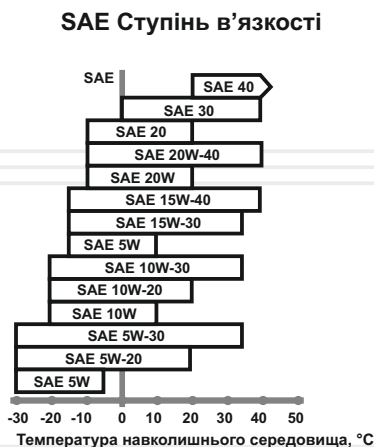 SAE Ступінь в’язкості
SAE
SAE 40
SAE 30
SAE 20
SAE 20W-40
SAE 20W
SAE 15W-40
SAE 15W-30
SAE 5W
SAE 10W-30
SAE 10W-20
SAE 10W
SAE 5W-30
SAE 5W-20
SAE 5W
-30 -20 -10 0 10 20 30 40 50
Температура навколишнього середовища, °C